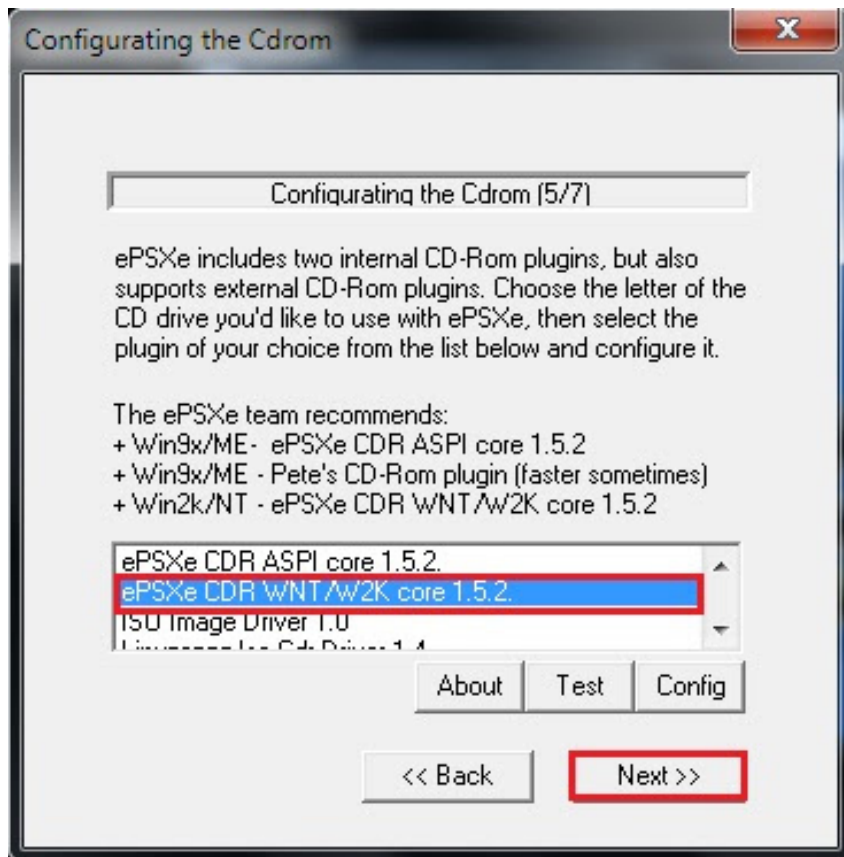 Configurating the Cdrom
Configurating the Cdrom (5/7)
ePSXe includes two internal CD-Rom plugins, but also
supports external CD-Rom plugins. Choose the letter of the
CD drive you'd like to use with ePSXe, then select the
plugin of your choice from the list below and configure it.
The ePSXe team recommends:
+ Win9x/ME-  ePSXe CDR ASPI core 1.5.2
+ Win9x/ME - Pete's CD-Rom plugin (faster sometimes)
+ Win2k/NT - ePSXe CDR WNT/W2K core 1.5.2
ePSXe CDR ASPI core 1.5.2.
ePSXe CDR WNT/W2K core 1.5.2.
ISO Image Driver 1.0
Driver 1.4
About
Test
Config
<< Back
Next >>